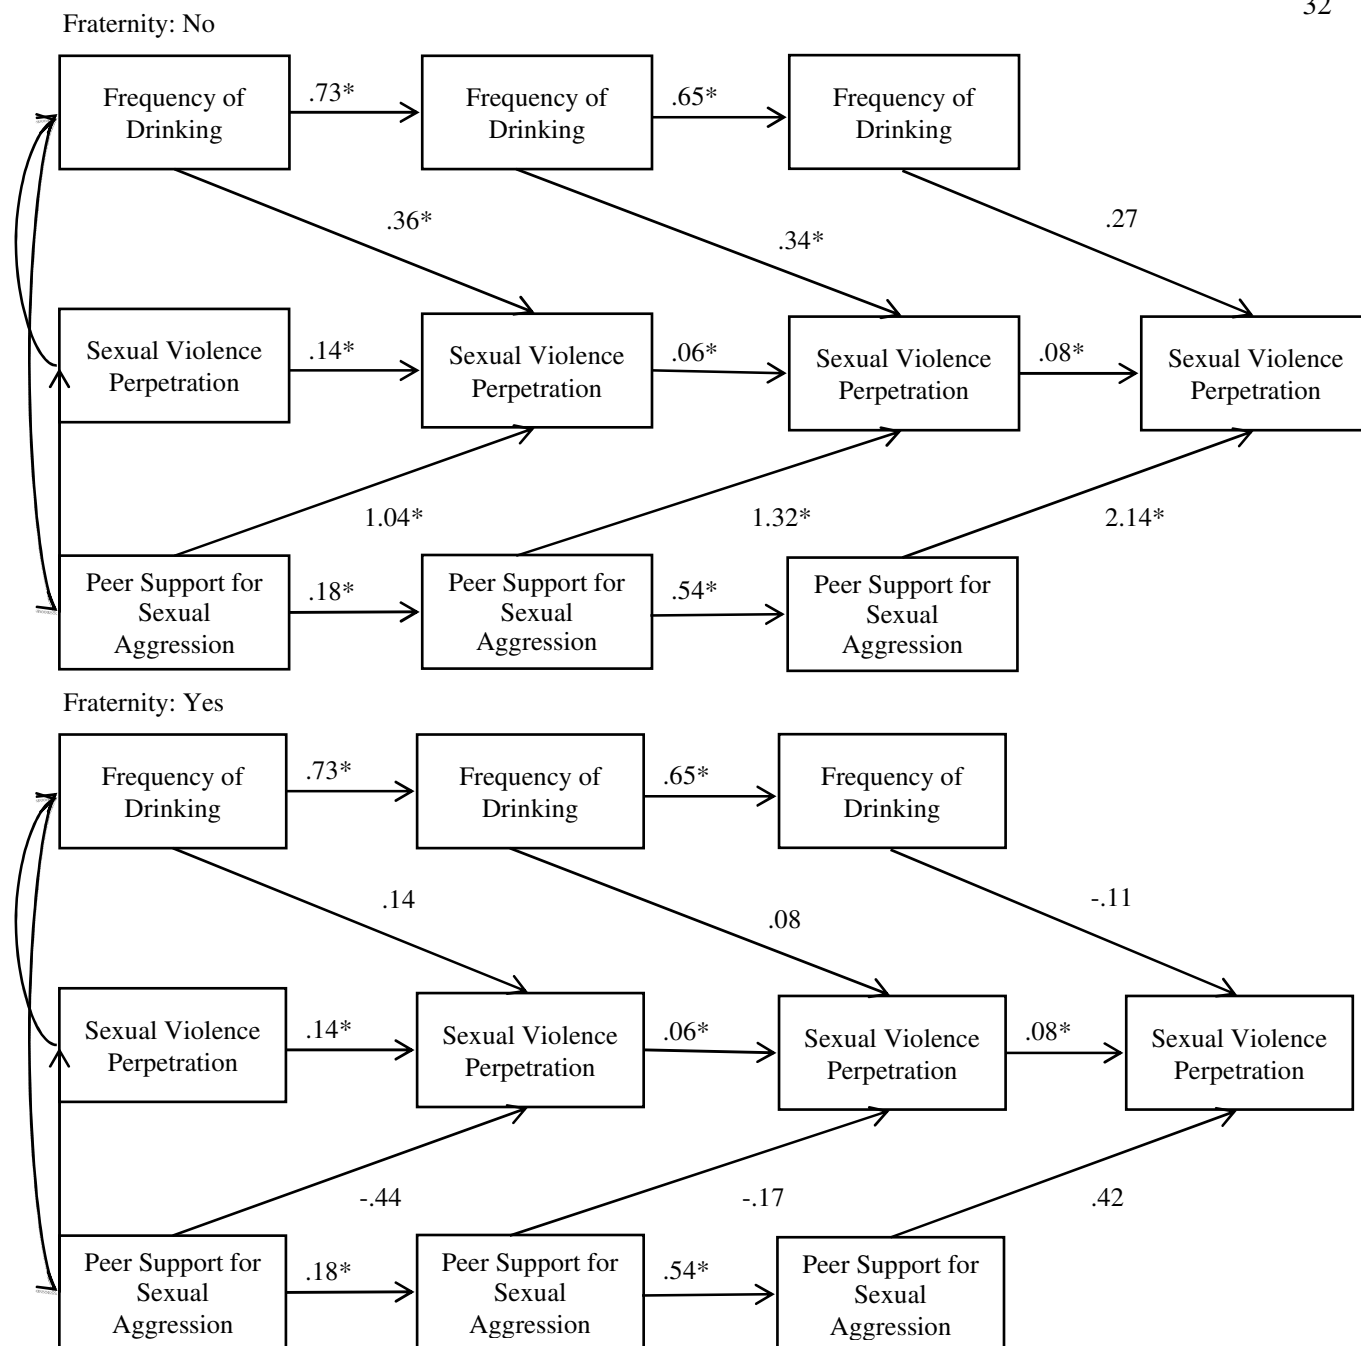 32
Fraternity: No
Frequency of
Drinking
.73*
Frequency of
Drinking
.65*
Frequency of
Drinking
.36*
.34*
.27
Sexual Violence
Perpetration
.14*
Sexual Violence
Perpetration
.06*
Sexual Violence
Perpetration
.08*
Sexual Violence
Perpetration
1.04*
1.32*
2.14*
Peer Support for
Sexual
Aggression
.18*
Peer Support for
Sexual
Aggression
.54*
Peer Support for
Sexual
Aggression
Fraternity: Yes
Frequency of
Drinking
.73*
Frequency of
Drinking
.65*
Frequency of
Drinking
.14
.08
-.11
Sexual Violence
Perpetration
.14*
Sexual Violence
Perpetration
.06*
Sexual Violence
Perpetration
.08*
Sexual Violence
Perpetration
-.44
-.17
.42
Peer Support for
Sexual
Aggression
.18*
Peer Support for
Sexual
Aggression
.54*
Peer Support for
Sexual
Aggression